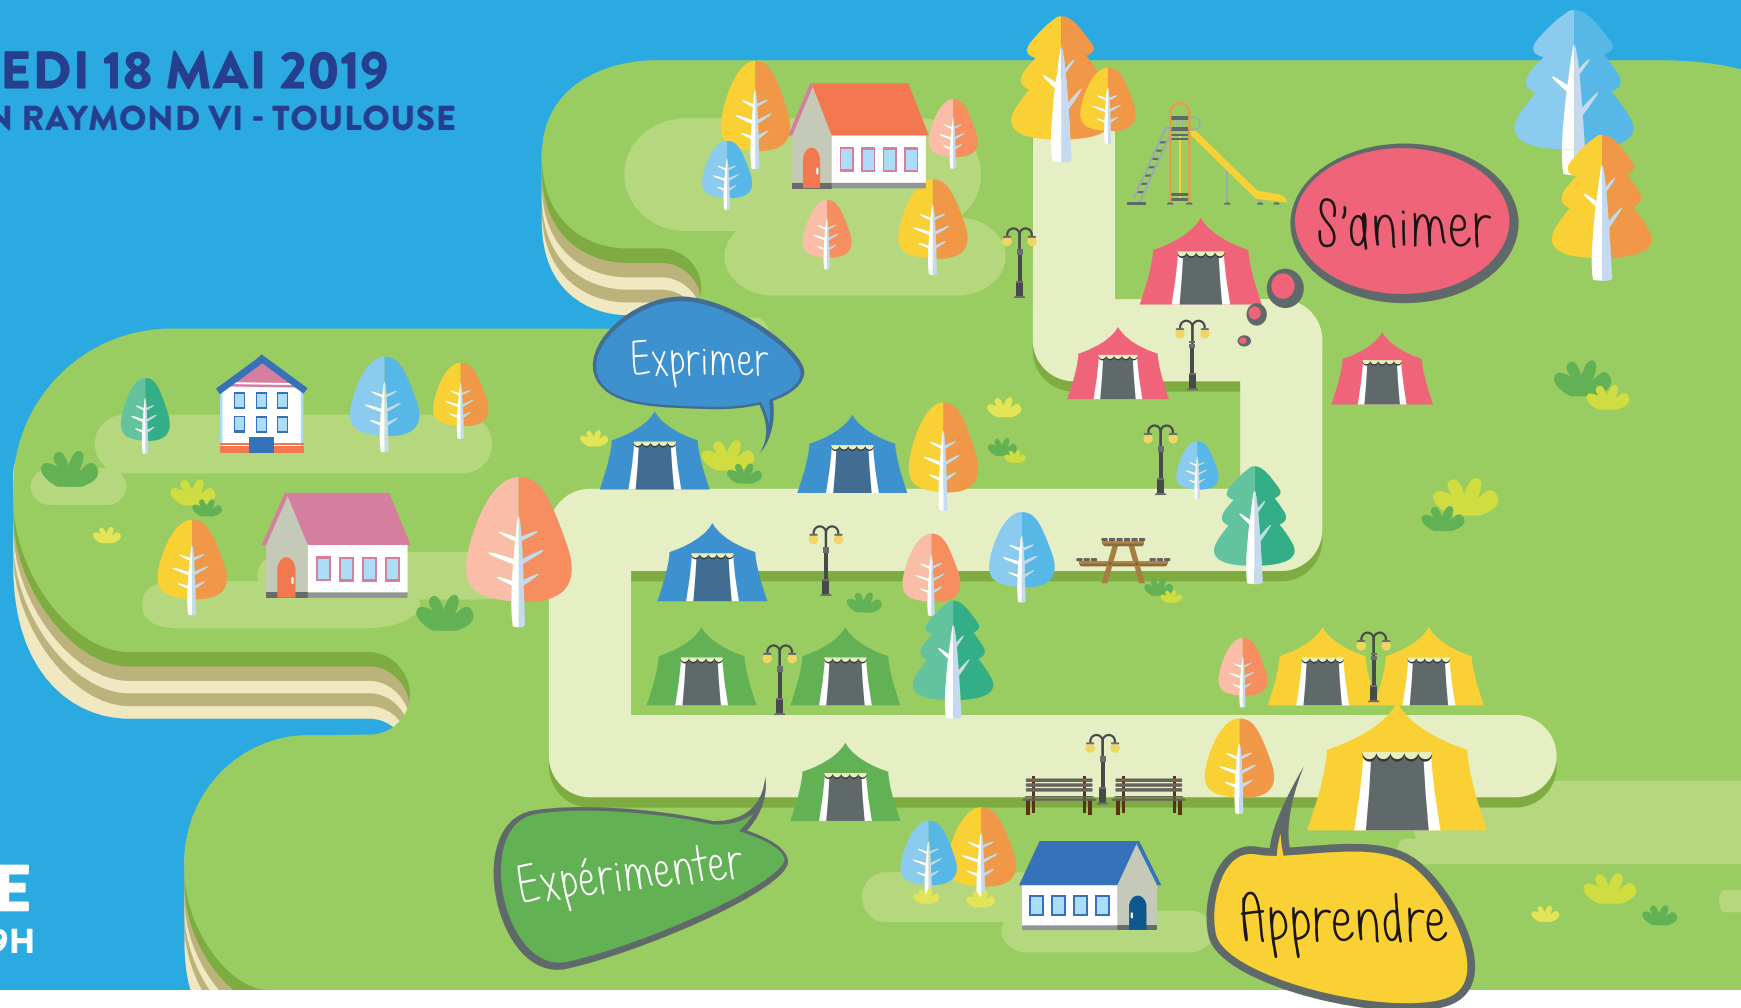 EDI 18 MAI 2019
N RAYMOND VI - TOULOUSE
S'animer
Exprimer
Expérimenter
Apprendre
E
9H